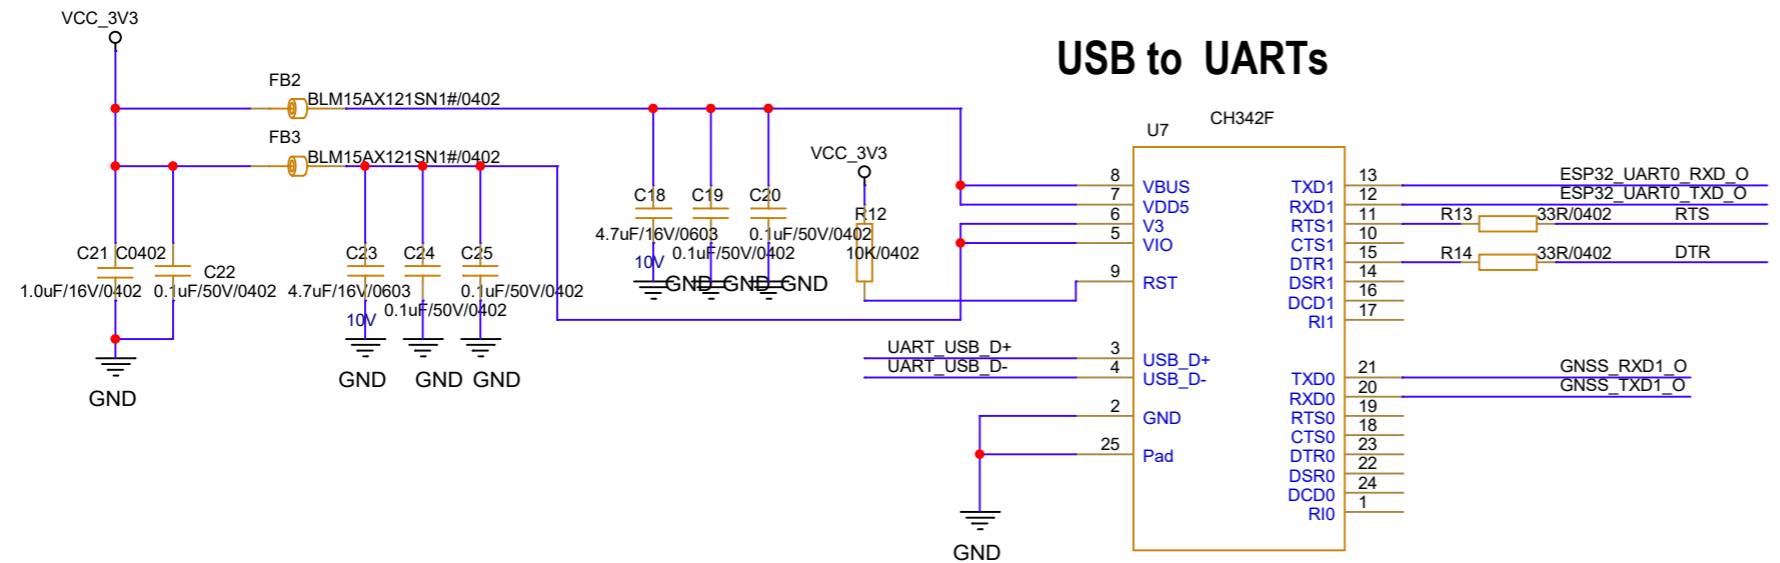 VCC_3V3
USB to UARTs
FB2
BLM15AX121SN1#/0402
FB3
BLM15AX121SN1#/0402
VCC_3V3
U7
CH342F
C21
C0402
1.0uF/16V/0402
C22
0.1uF/50V/0402
GND
C23
4.7uF/16V/0603
10V
GND
C24
0.1uF/50V/0402
GND
C25
0.1uF/50V/0402
GND
C18
4.7uF/16V/0603
10V
GND
C19
0.1uF/50V/0402
GND
C20
0.1uF/50V/0402
GND
R12
10K/0402
8 VBUS
7 VDD5
6 V3
5 VIO
9 RST
UART_USB_D+ 3 USB_D+
UART_USB_D- 4 USB_D-
2 GND
25 Pad
GND
TXD1 13 ESP32_UART0_RXD_O
RXD1 12 ESP32_UART0_TXD_O
RTS1 11 R13 33R/0402 RTS
CTS1 10
DTR1 15 R14 33R/0402 DTR
DSR1 14
DCD1 16
RI1 17
TXD0 21 GNSS_RXD1_O
RXD0 20 GNSS_TXD1_O
RTS0 19
CTS0 18
DTR0 23
DSR0 22
DCD0 24
RI0 1